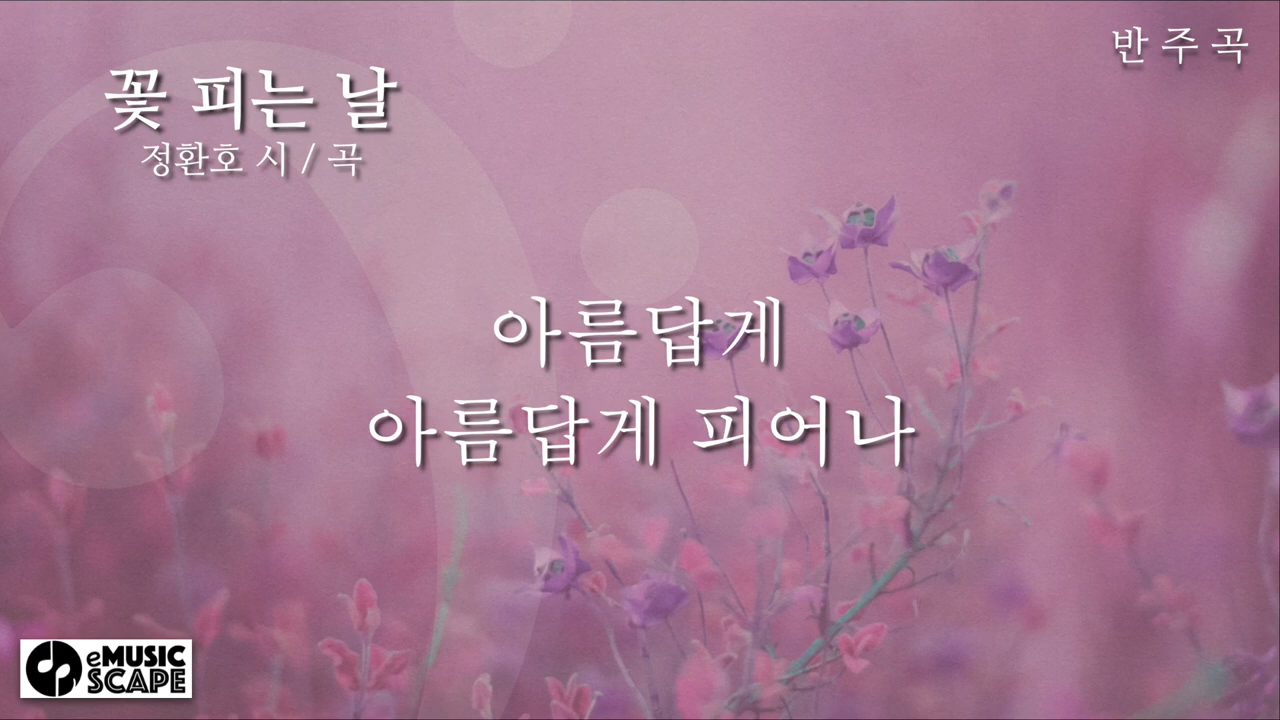 꽃 피는 날
정환호 시 / 곡
반 주 곡
아름답게
아름답게 피어나
eMUSIC
SCAPE